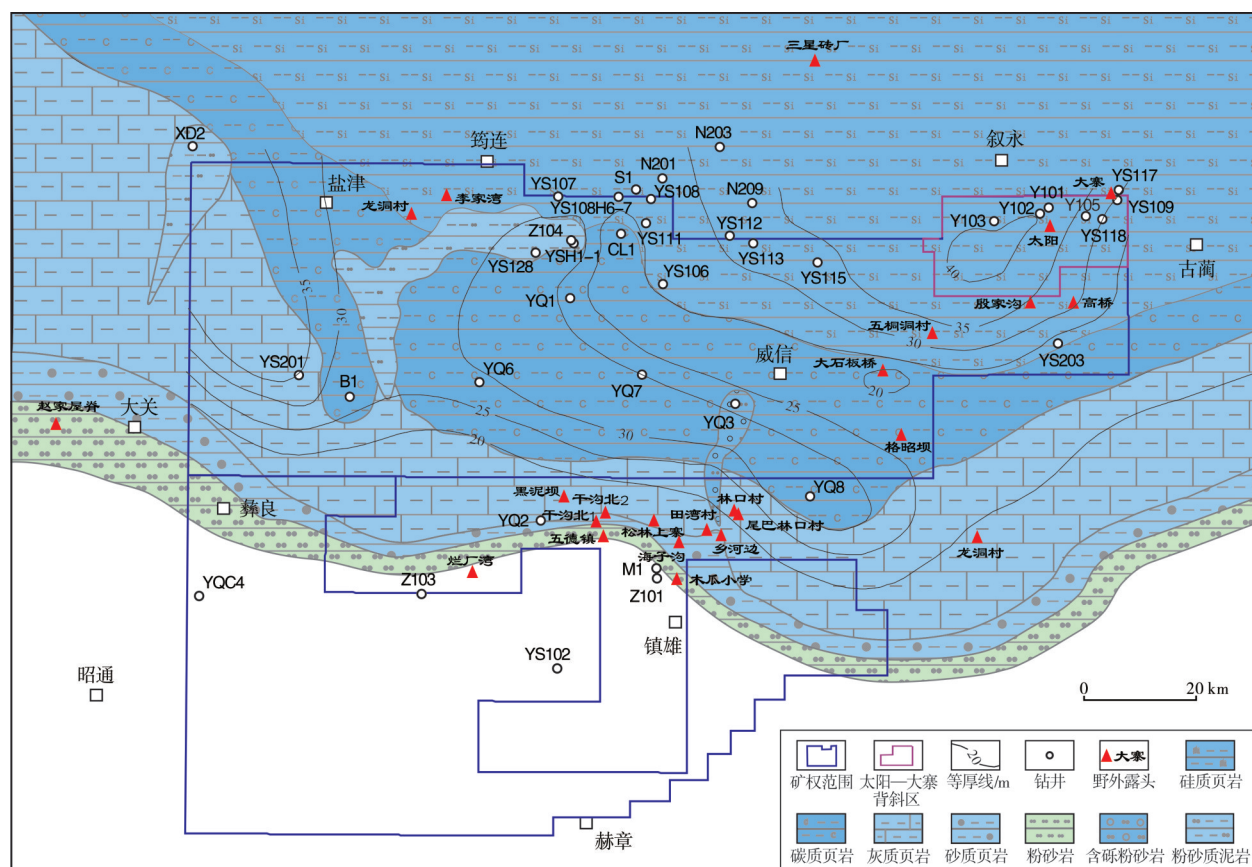 三星砖厂
XD2
筠连
N203
叙永
N201
S1
大寨
YS117
盐津
龙洞村
李家湾
YS107
YS108
N209
YS108H6-7
Y101
Y102
Y103
Y105
YS109
YS118
太阳
Z104
YSH1-1
YS128
CL1
YS111
YS112
YS113
YS115
古蔺
YS106
YQ1
40
35
30
殷家沟
高桥
五桐洞村
35
30
YS203
YS201
B1
YQ6
YQ7
威信
大石板桥
20
赵家屋脊
大关
25
20
30
YQ3
25
格昭坝
彝良
黑泥坝
干沟北2
YQ2
干沟北1
五德镇
松林上寨
田湾村
林口村
尾巴林口村
YQ8
海子沟
乡河边
龙洞村
烂厂湾
M1
木瓜小学
YQC4
Z103
Z101
镇雄
YS102
昭通
0 20 km
赫章
20
大寨
矿权范围
太阳—大寨
背斜区
等厚线/m
钻井
野外露头
硅质页岩
碳质页岩
灰质页岩
砂质页岩
粉砂岩
含砾粉砂岩
粉砂质泥岩